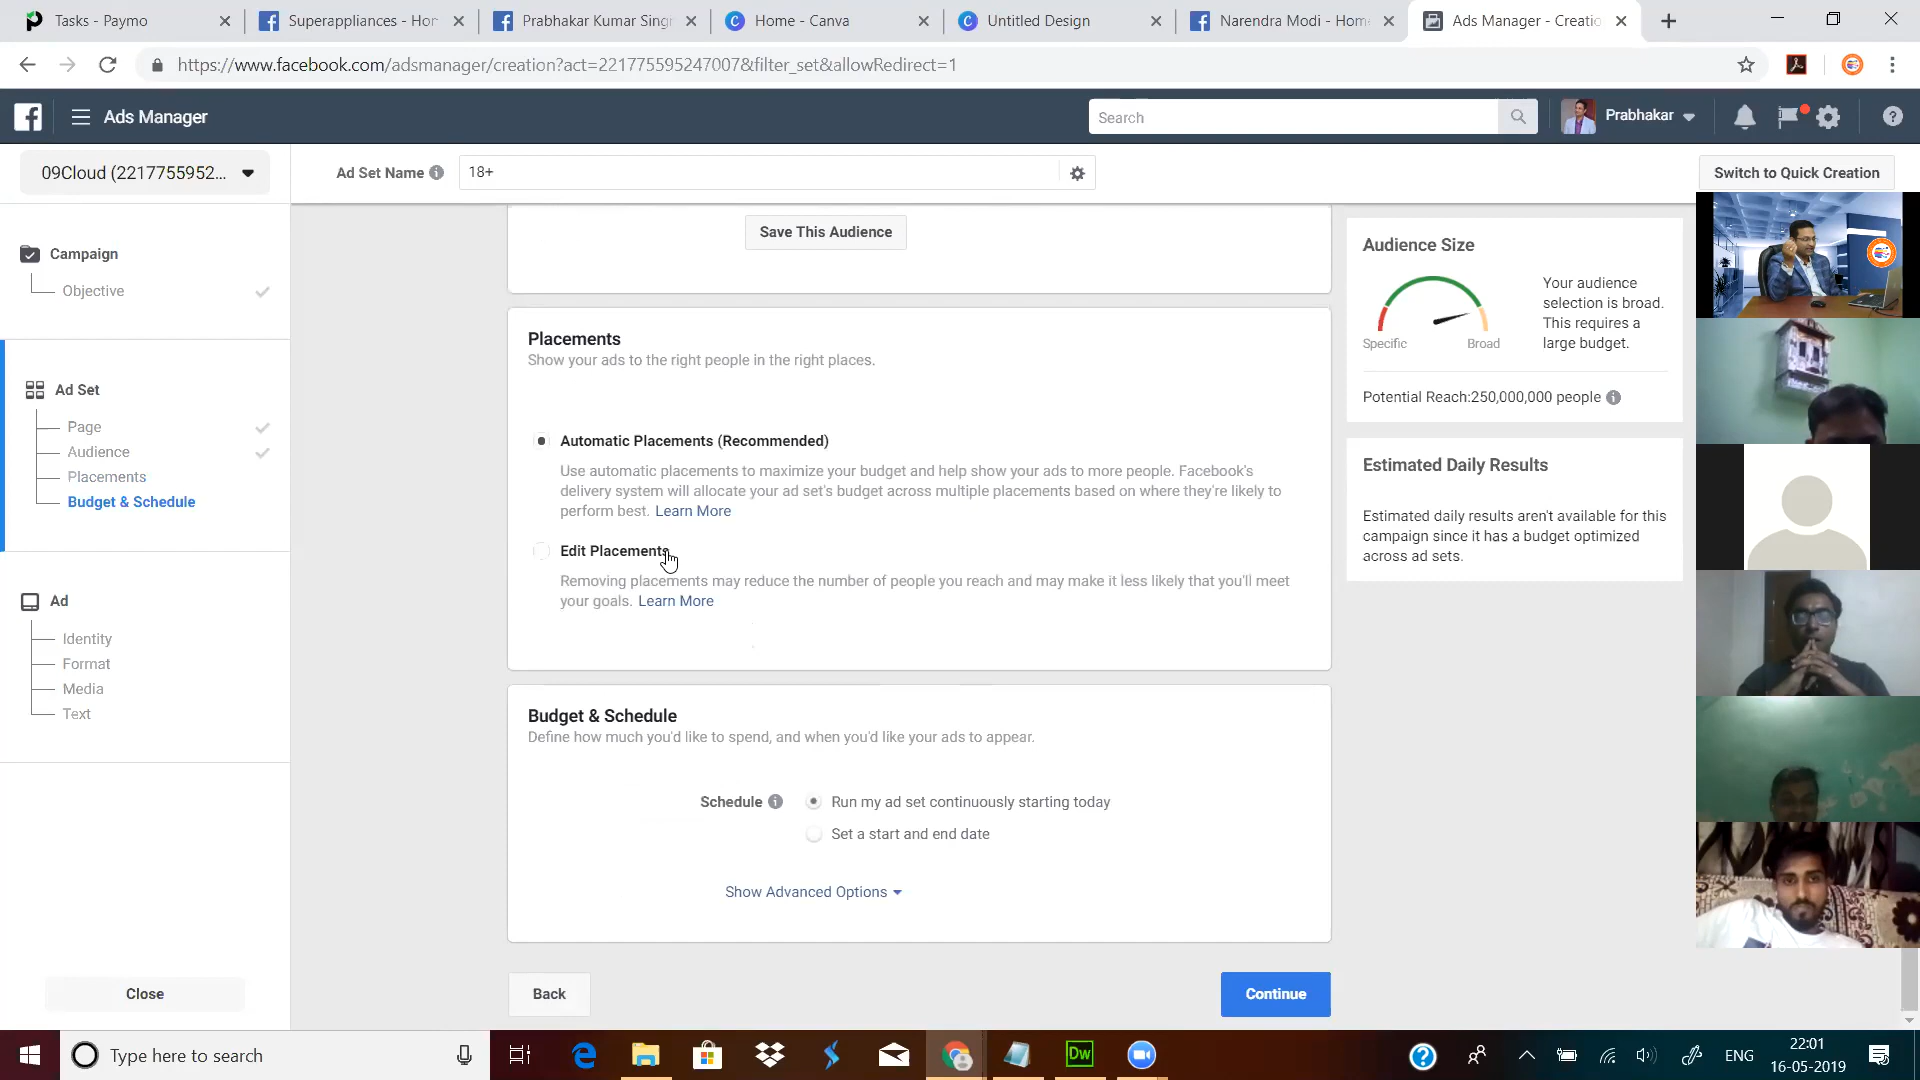 Tasks - Paymo
Superappliances - Hor
Prabhakar Kumar Singh
Home - Canva
Untitled Design
Narendra Modi - Home
Ads Manager - Creatio
https://www.facebook.com/adsmanager/creation?act=221775595247007&filter_set&allowRedirect=1
Ads Manager
Search
Prabhakar
09Cloud (2217755952...
Ad Set Name
18+
Switch to Quick Creation
Campaign
Objective
Ad Set
Page
Audience
Placements
Budget & Schedule
Ad
Identity
Format
Media
Text
Close
Save This Audience
Placements
Show your ads to the right people in the right places.
Automatic Placements (Recommended)
Use automatic placements to maximize your budget and help show your ads to more people. Facebook's
delivery system will allocate your ad set's budget across multiple placements based on where they're likely to
perform best. Learn More
Edit Placements
Removing placements may reduce the number of people you reach and may make it less likely that you'll meet
your goals. Learn More
Budget & Schedule
Define how much you'd like to spend, and when you'd like your ads to appear.
Schedule
Run my ad set continuously starting today
Set a start and end date
Show Advanced Options
Back
Continue
Audience Size
Specific
Broad
Your audience
selection is broad.
This requires a
large budget.
Potential Reach:250,000,000 people
Estimated Daily Results
Estimated daily results aren't available for this
campaign since it has a budget optimized
across ad sets.
Type here to search
Dw
ENG
22:01
16-05-2019